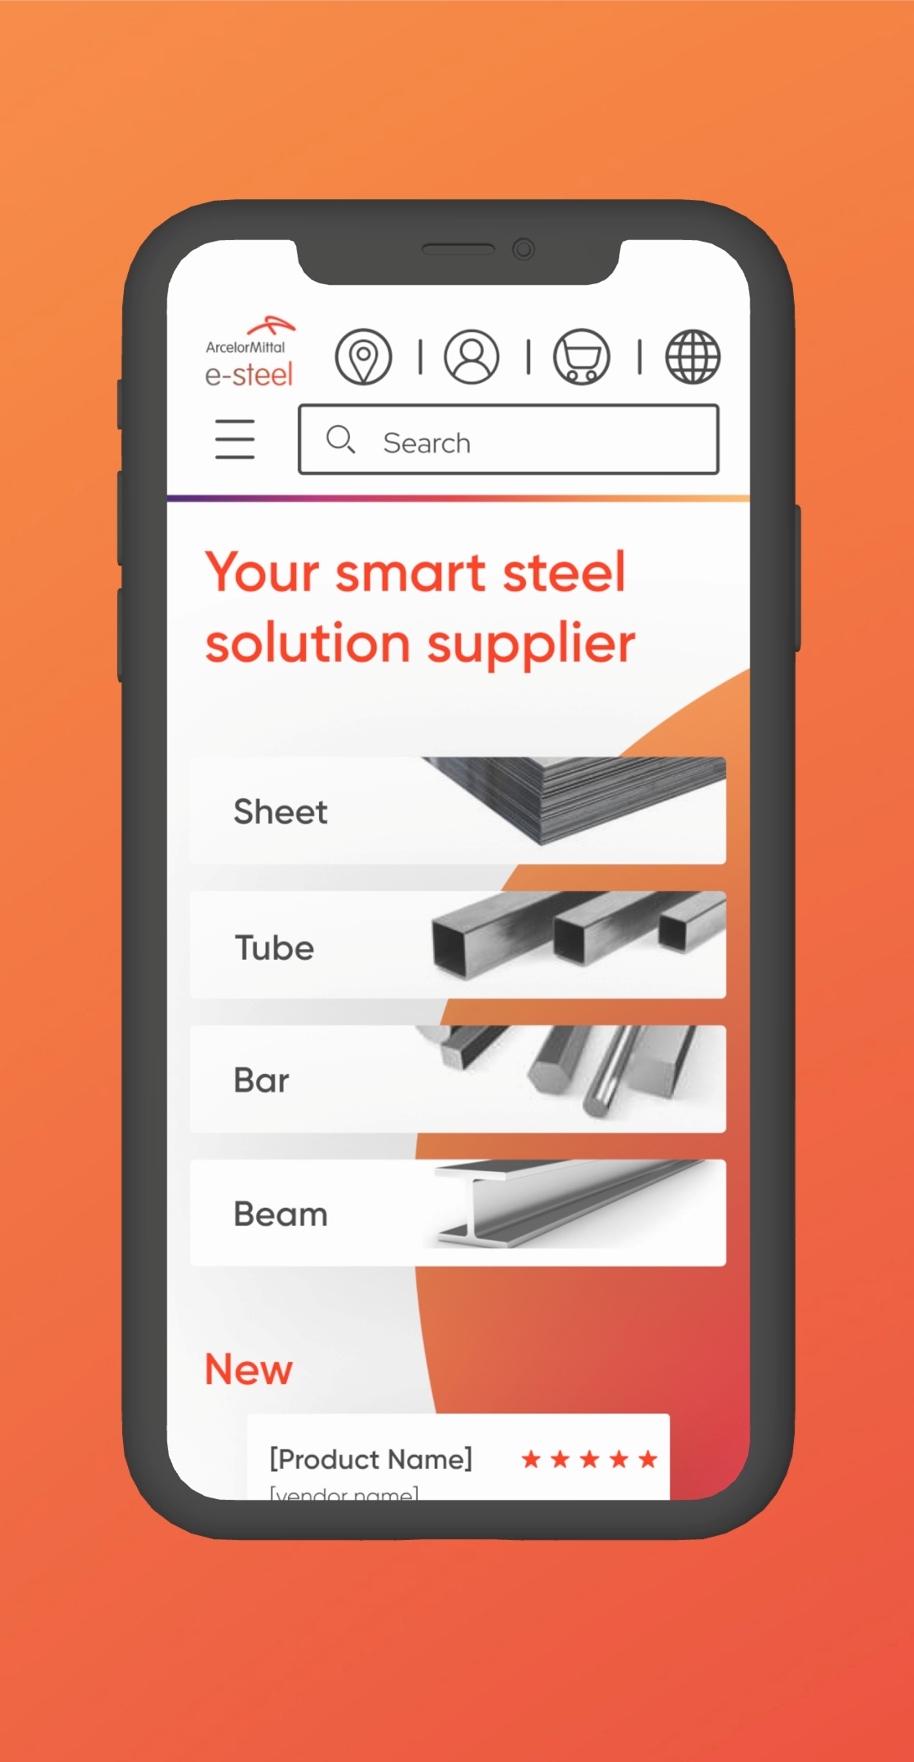 ArcelorMittal
e-steel
Search
Your smart steel
solution supplier
Sheet
Tube
Bar
Beam
New
[Product Name]
[vendor name]